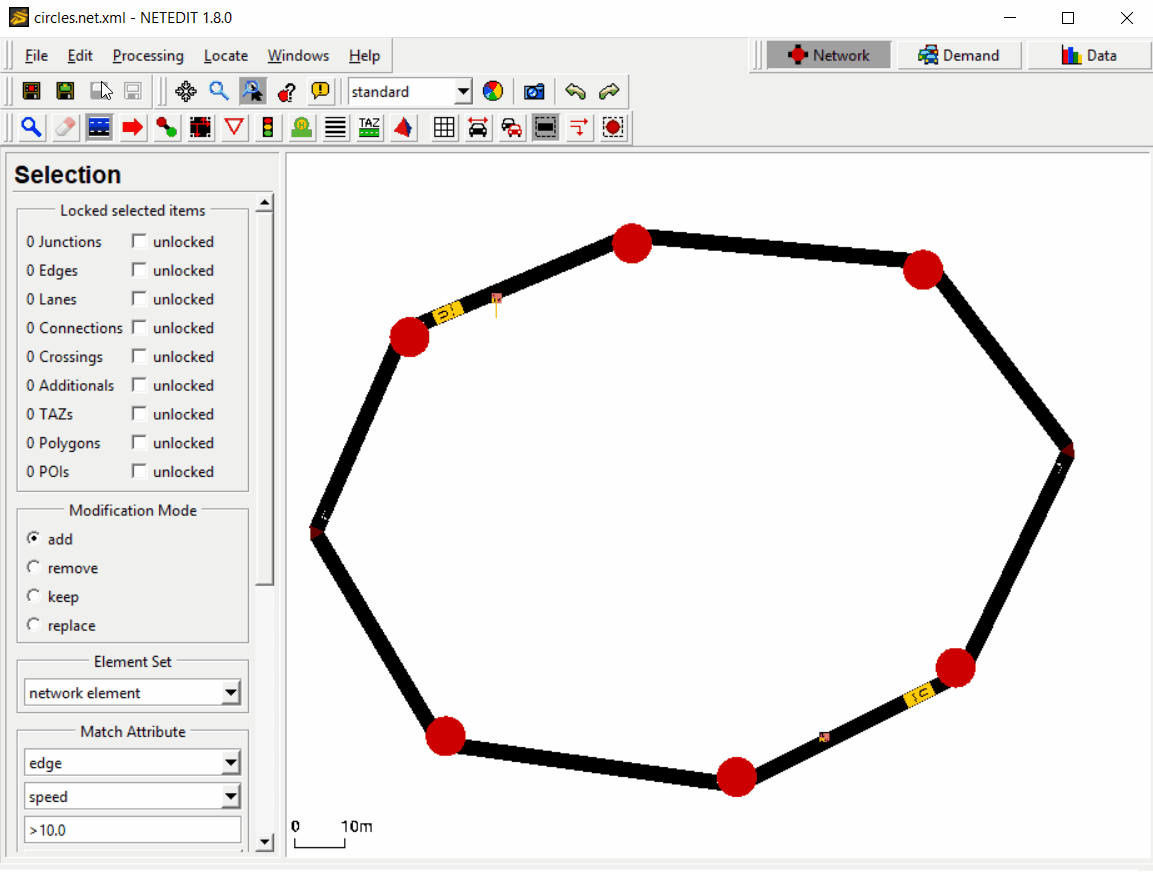 circles.net.xml - NETEDIT 1.8.0
File Edit Processing Locate Windows Help Network Demand Data
standard
TAZ
Selection
Locked selected items
0 Junctions unlocked
0 Edges unlocked
0 Lanes unlocked
0 Connections unlocked
0 Crossings unlocked
0 Additionals unlocked
0 TAZs unlocked
0 Polygons unlocked
0 POIs unlocked
Modification Mode
add
remove
keep
replace
Element Set
network element
Match Attribute
edge
speed
>10.0
0 10m